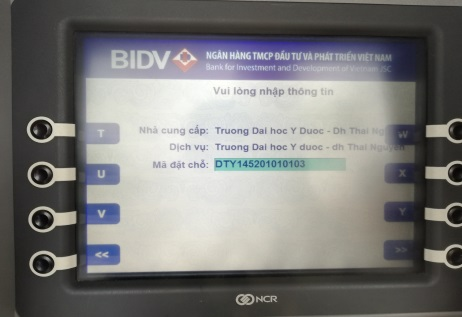 BIDV NGÂN HÀNG TMCP ĐẦU TƯ VÀ PHÁT TRIỂN VIỆT NAM
Bank for Investment and Development of Vietnam JSC
Vui lòng nhập thông tin
T Nhà cung cấp: Truong Dai hoc Y Duoc - Dh Thai Ng W
Dịch vụ: Truong Dai hoc Y duoc - dh Thai Nguyen
Mã đặt chỗ: DTY145201010103
U X
V Y
<< >>
NCR